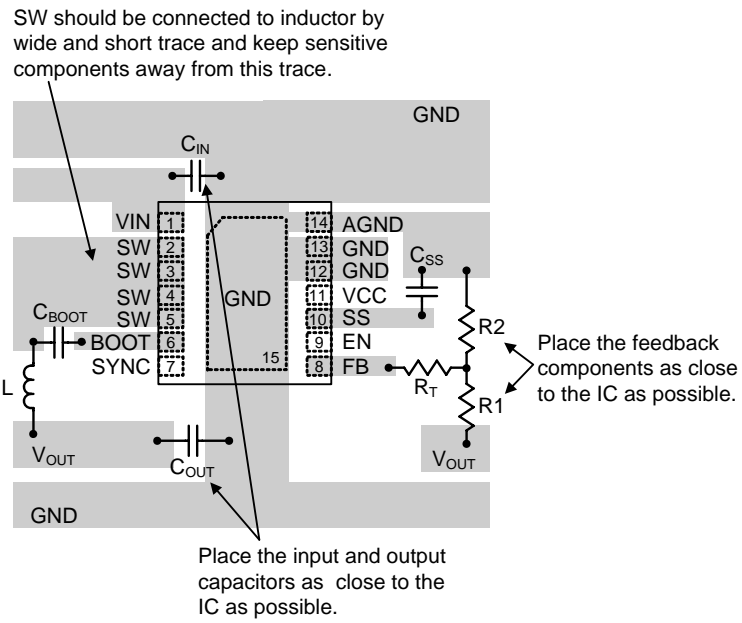 SW should be connected to inductor by
wide and short trace and keep sensitive
components away from this trace.
GND
CIN
VIN 1
SW 2
SW 3
SW 4
SW 5
BOOT 6
SYNC 7
GND
15
14 AGND
13 GND
12 GND
11 VCC
10 SS
9 EN
8 FB
CSS
CBOOT
L
R2
RT
R1
Place the feedback
components as close
to the IC as possible.
VOUT
COUT
VOUT
GND
Place the input and output
capacitors as close to the
IC as possible.